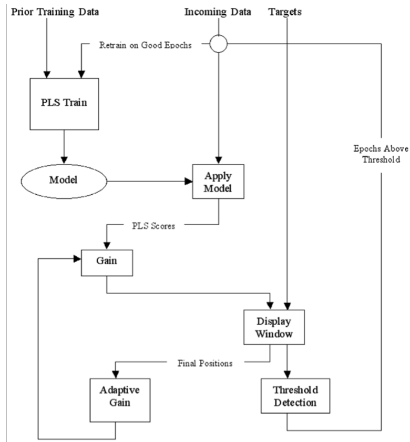 Prior Training Data
Incoming Data
Targets
Retrain on Good Epochs
PLS Train
Epochs Above
Threshold
Model
Apply
Model
PLS Scores
Gain
Display
Window
Final Positions
Adaptive
Gain
Threshold
Detection